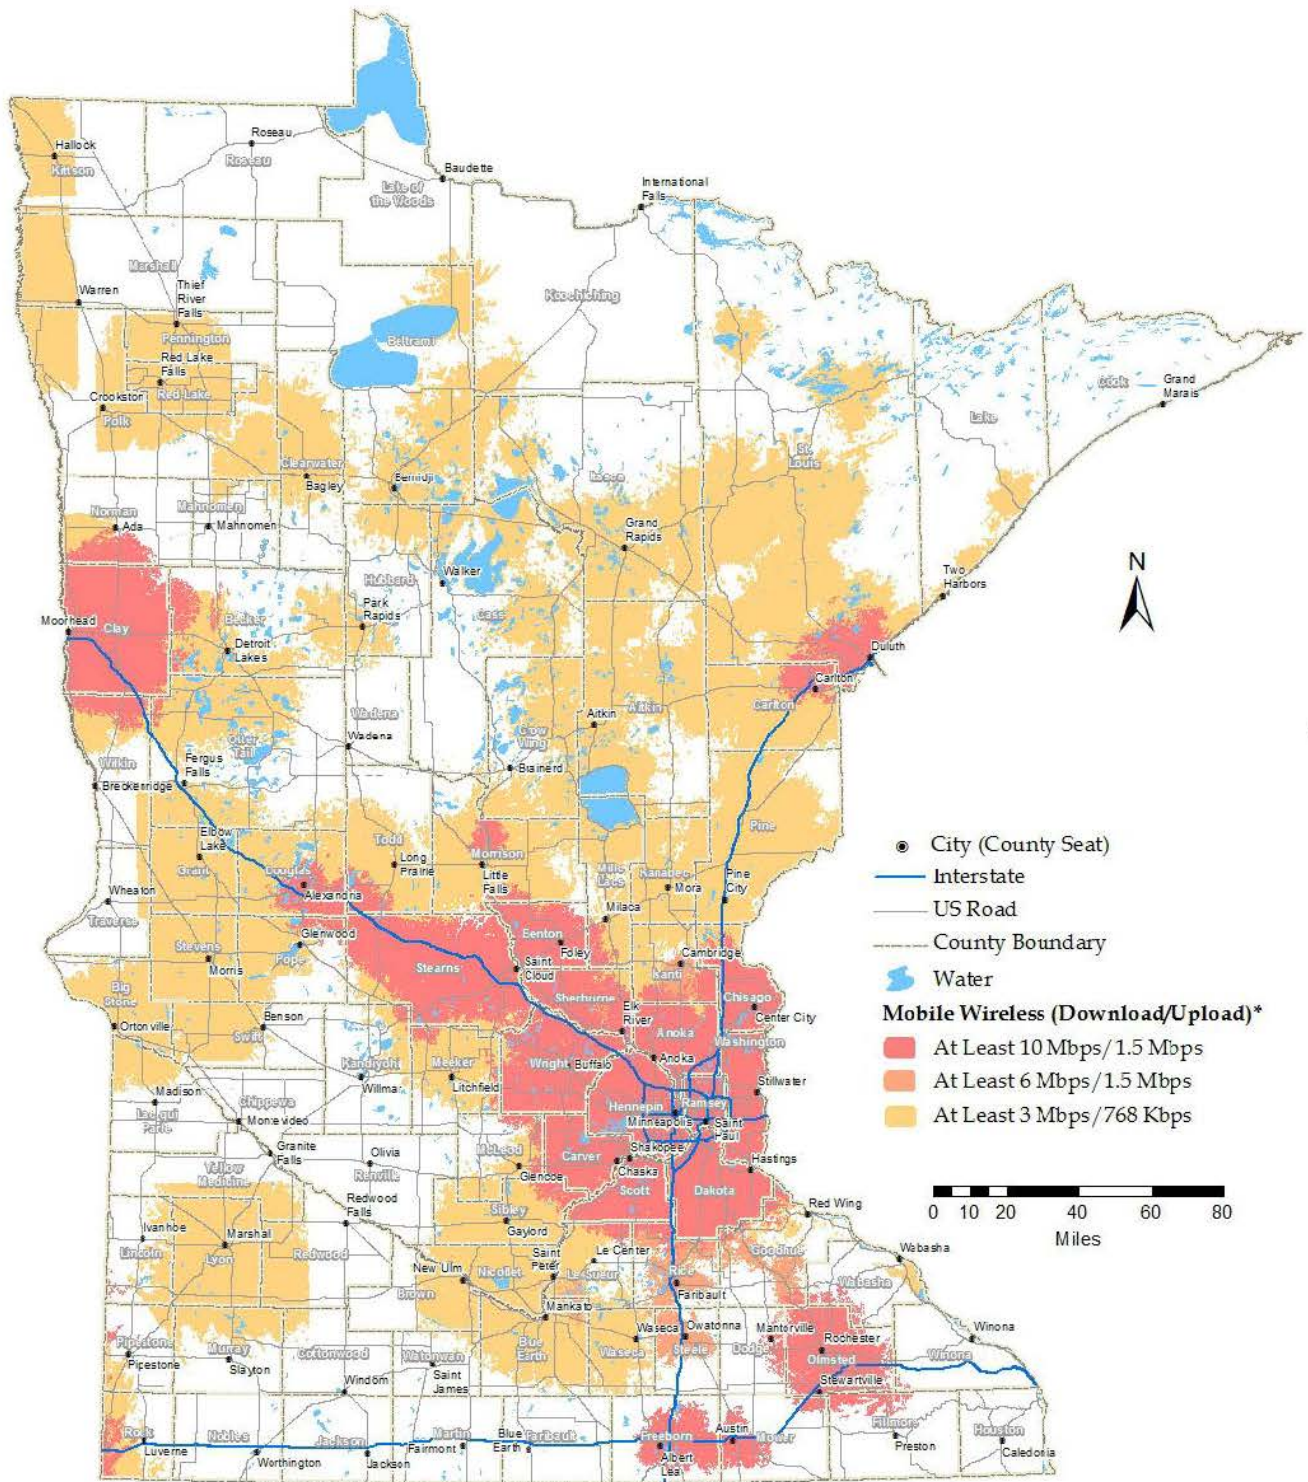 Roseau
Hallock
Roseau
Kittson
Baudette
International
Falls
Lake of
the Woods
Marshall
Thief
River
Falls
Warren
Koochiching
Pennington
Beltrami
Red Lake
Falls
Red Lake
Crookston
Polk
Cook
Grand
Marais
Lake
St.
Louis
Clearwater
Bagley
Bemidji
Itasca
Norman
Ada
Mahnomen
Mahnomen
Grand
Rapids
N
Walker
Hubbard
Two
Harbors
Park
Rapids
Cass
Moorhead
Clay
Becker
Detroit
Lakes
Duluth
Carlton
Carlton
Aitkin
Aitkin
Wadena
Wadena
Otter
Tail
Crow
Wing
Wilkin
Fergus
Falls
Brainerd
Breckenridge
Elbow
Lake
Grant
Todd
Long
Prairie
Morrison
Little
Falls
Mille
Lacs
Kanabec
Mora
Pine
Pine
City
Douglas
Alexandria
Wheaton
Traverse
Milaca
Benton
Foley
Glenwood
Stevens
Morris
Pope
Stearns
Saint
Cloud
Cambridge
Isanti
Big
Stone
Sherburne
Elk
River
Chisago
Center City
Ortonville
Swift
Benson
Anoka
Anoka
Washington
Kandiyohi
Willmar
Meeker
Litchfield
Wright
Buffalo
Stillwater
Madison
Lac qui
Parle
Chippewa
Montevideo
Hennepin
Minneapolis
Ramsey
Saint
Paul
Granite
Falls
Olivia
Renville
McLeod
Glencoe
Carver
Shakopee
Chaska
Scott
Hastings
Dakota
Yellow
Medicine
Redwood
Falls
Sibley
Gaylord
Red Wing
Ivanhoe
Lincoln
Marshal
Lyon
Redwood
Le Center
Saint
Peter
Le Sueur
Goodhue
Wabasha
Wabasha
New Ulm
Nicollet
Rice
Faribault
Brown
Mankato
Waseca
Owatonna
Mantorville
Rochester
Winona
Pipestone
Pipestone
Murray
Slayton
Cottonwood
Watonwan
Saint
James
Blue
Earth
Waseca
Steele
Dodge
Olmsted
Winona
Windom
Stewartville
Rock
Luverne
Nobles
Worthington
Jackson
Jackson
Martin
Fairmont
Blue
Earth
Faribault
Freeborn
Albert
Lea
Austin
Mower
Fillmore
Preston
Houston
Caledonia
City (County Seat)
Interstate
US Road
County Boundary
Water
Mobile Wireless (Download/Upload)*
At Least 10 Mbps/1.5 Mbps
At Least 6 Mbps/1.5 Mbps
At Least 3 Mbps/768 Kbps
0 10 20 40 60 80
Miles